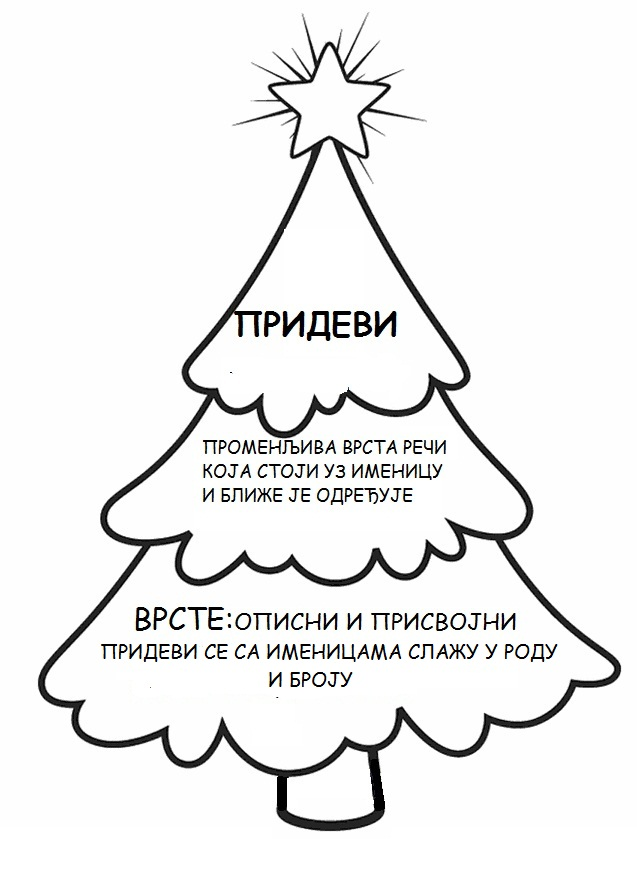 ПРИДЕВИ
ПРОМЕНЉИВА ВРСТА РЕЧИ
КОЈА СТОЈИ УЗ ИМЕНИЦУ
И БЛИЖЕ ЈЕ ОДРЕЂУЈЕ
ВРСТЕ:ОПИСНИ И ПРИСВОЈНИ
ПРИДЕВИ СЕ СА ИМЕНИЦАМА СЛАЖУ У РОДУ
И БРОЈУ